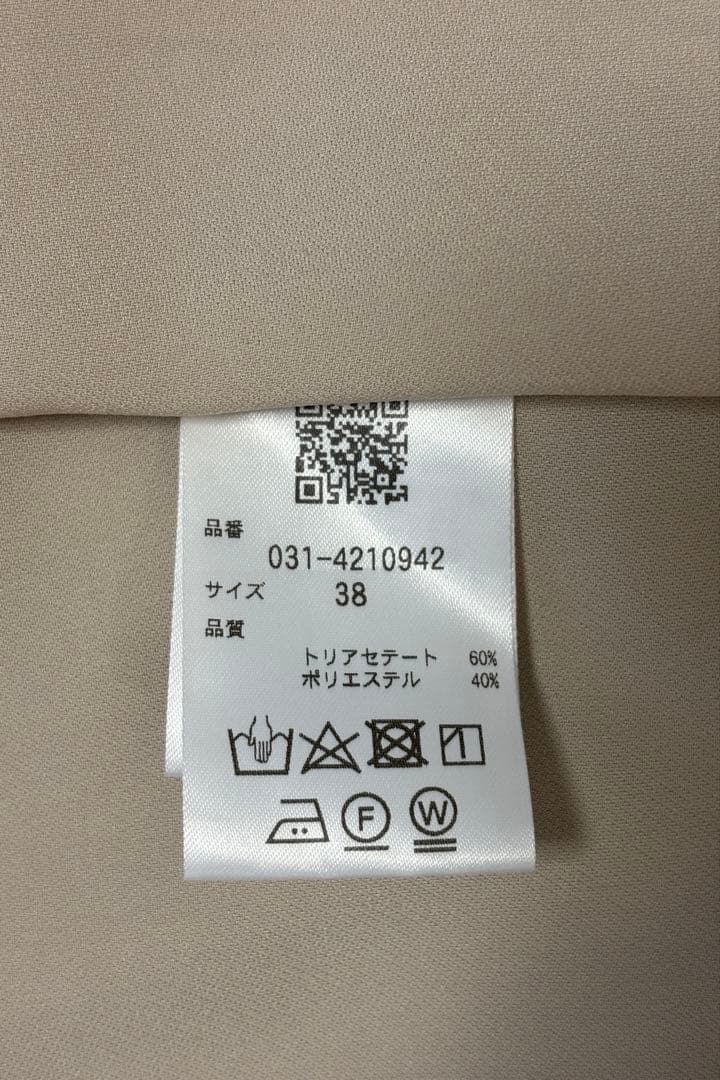 品番
031-4210942
サイズ 38
品質
トリアセテート 60%
ポリエステル 40%
F W